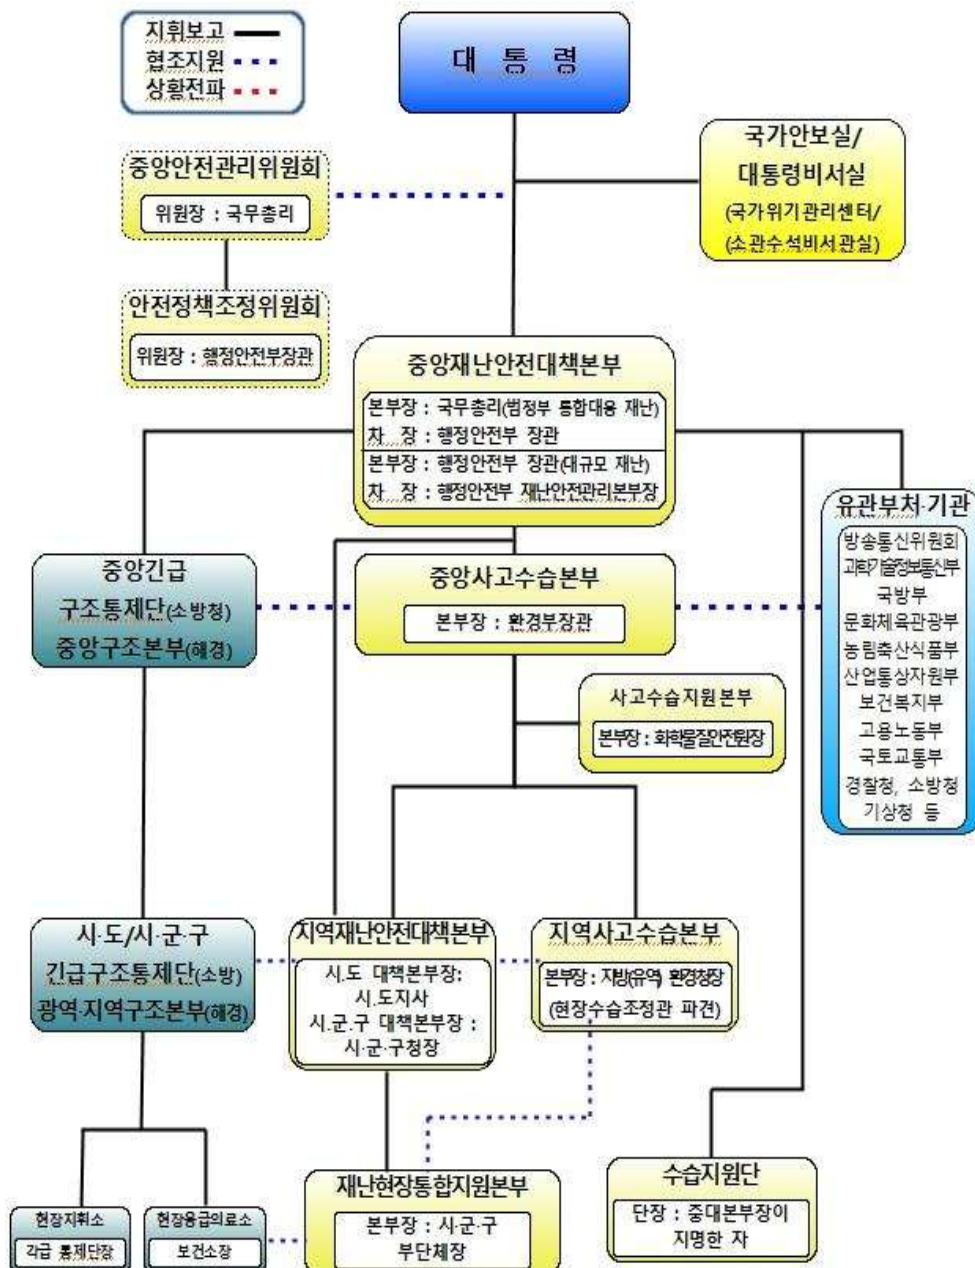 지휘보고
협조지원
상황전파
대 통 령
국가안보실/
대통령비서실
(국가위기관리센터/
(소관수석비서관실)
중앙안전관리위원회
위원장 : 국무총리
안전정책조정위원회
위원장 : 행정안전부장관
중앙재난안전대책본부
본부장 : 국무총리(범정부 통합대응 재난)
차 장 : 행정안전부 장관
본부장 : 행정안전부 장관(대규모 재난)
차 장 : 행정안전부 재난안전관리본부장
유관부처·기관
방송통신위원회
과학기술정보통신부
국방부
문화체육관광부
농림축산식품부
산업통상자원부
보건복지부
고용노동부
국토교통부
경찰청, 소방청
기상청 등
중앙긴급
구조통제단(소방청)
중앙구조본부(해경)
중앙사고수습본부
본부장 : 환경부장관
사고수습지원본부
본부장 : 화학물질안전원장
시·도/시·군·구
긴급구조통제단(소방)
광역·지역구조본부(해경)
지역재난안전대책본부
시.도 대책본부장:
시.도지사
시.군.구 대책본부장 :
시·군·구청장
지역사고수습본부
본부장 : 지방(유역) 환경청장
(현장수습조정관 파견)
현장지휘소
각급 통제단장
현장응급의료소
보건소장
재난현장통합지원본부
본부장 : 시·군·구
부단체장
수습지원단
단장 : 중대본부장이
지명한 자